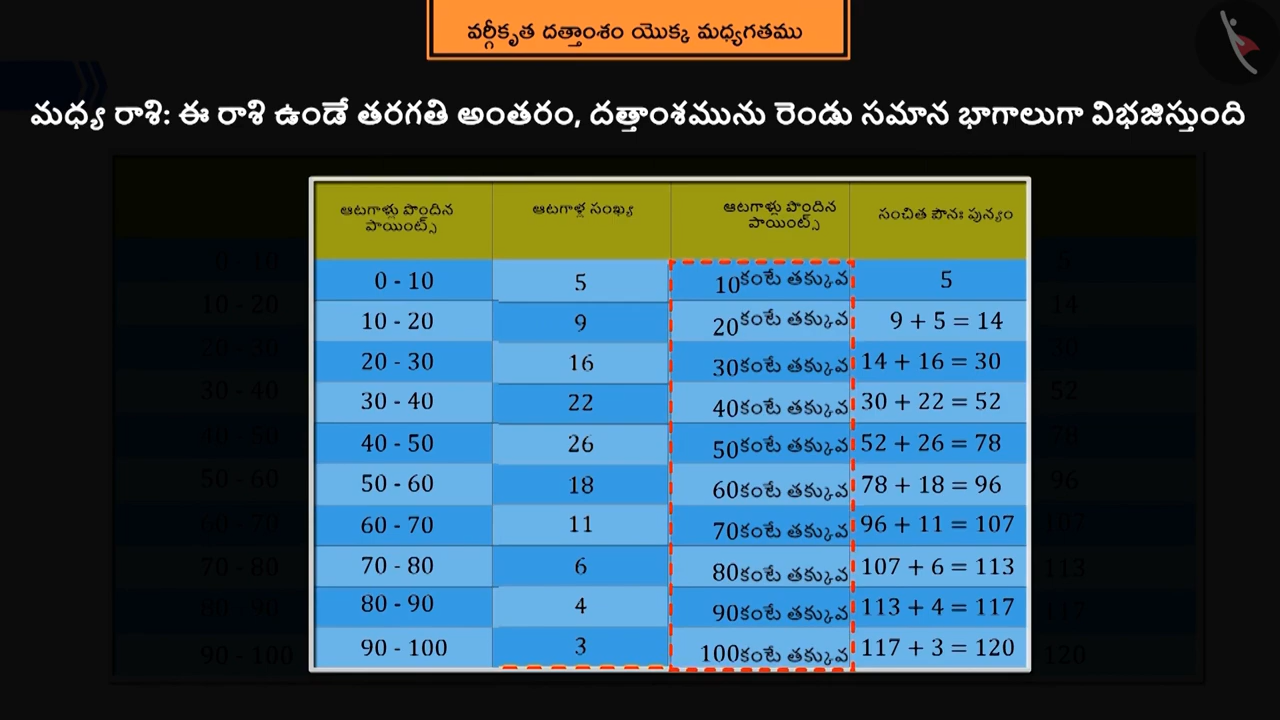 వర్గీకృత దత్తాంశం యొక్క మధ్యగతము
మధ్య రాశి: ఈ రాశి ఉండే తరగతి అంతరం, దత్తాంశమును రెండు సమాన భాగాలుగా విభజిస్తుంది
ఆటగాళ్లు పొందిన పాయింట్స్ ఆటగాళ్ల సంఖ్య ఆటగాళ్లు పొందిన పాయింట్స్ సంచిత పౌనః పున్యం
0 - 10 5 10కంటే తక్కువ 5
10 - 20 9 20కంటే తక్కువ 9 + 5 = 14
20 - 30 16 30కంటే తక్కువ 14 + 16 = 30
30 - 40 22 40కంటే తక్కువ 30 + 22 = 52
40 - 50 26 50కంటే తక్కువ 52 + 26 = 78
50 - 60 18 60కంటే తక్కువ 78 + 18 = 96
60 - 70 11 70కంటే తక్కువ 96 + 11 = 107
70 - 80 6 80కంటే తక్కువ 107 + 6 = 113
80 - 90 4 90కంటే తక్కువ 113 + 4 = 117
90 - 100 3 100కంటే తక్కువ 117 + 3 = 120